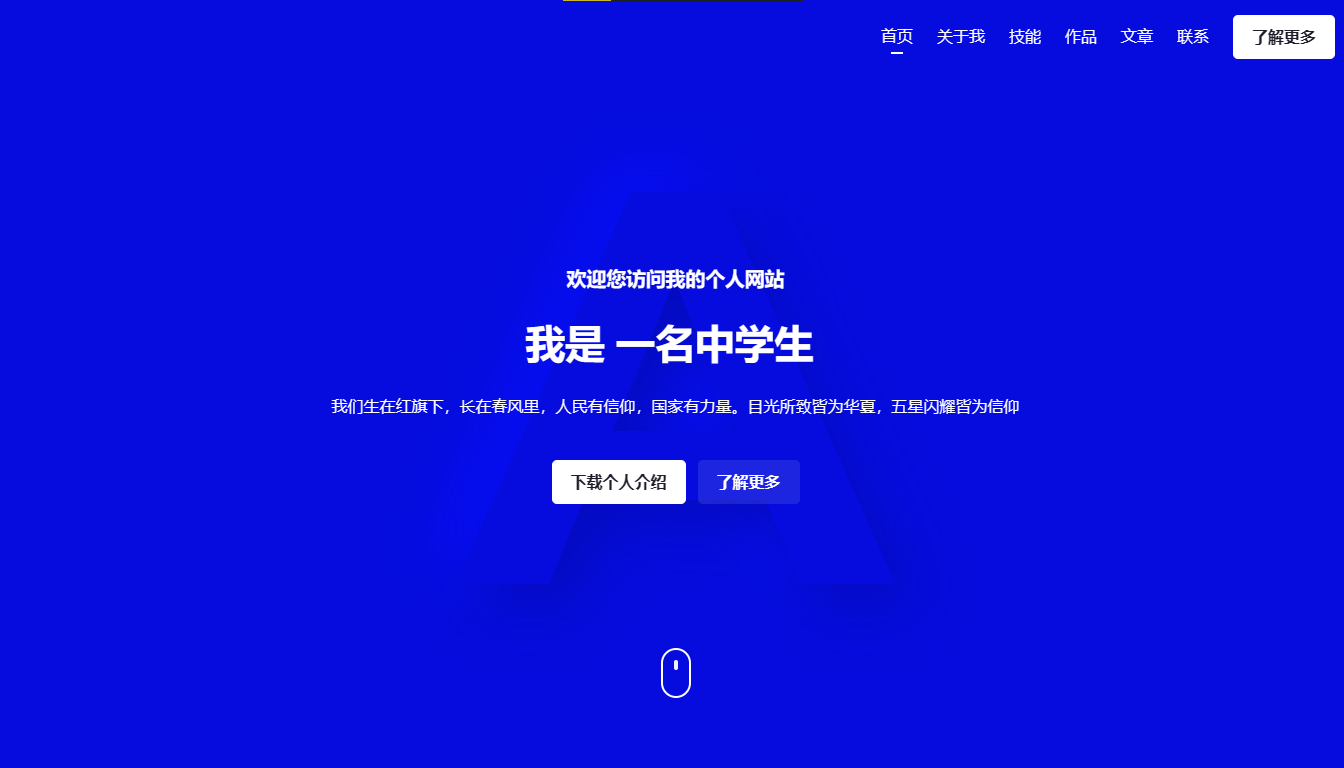 首页 关于我 技能 作品 文章 联系 了解更多
A
欢迎您访问我的个人网站
我是 一名中学生
我们生在红旗下，长在春风里，人民有信仰，国家有力量。目光所致皆为华夏，五星闪耀皆为信仰
下载个人介绍 了解更多